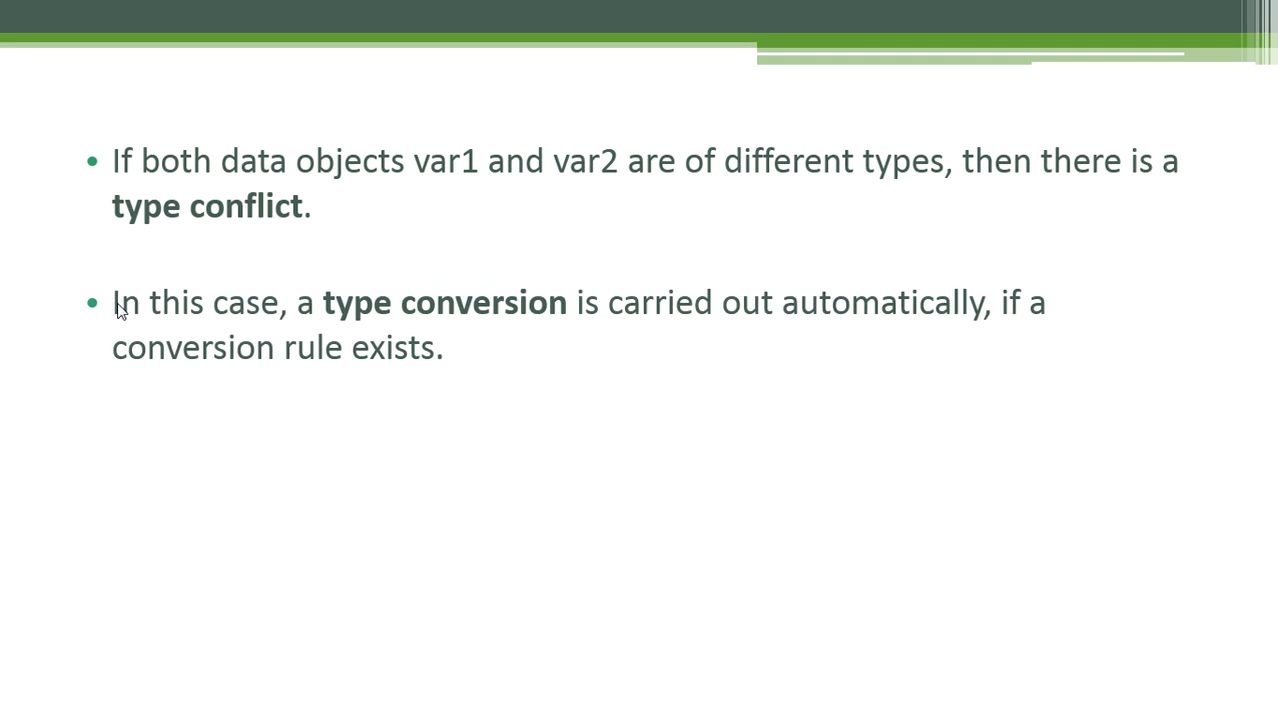 • If both data objects var1 and var2 are of different types, then there is a
type conflict.
• In this case, a type conversion is carried out automatically, if a
conversion rule exists.